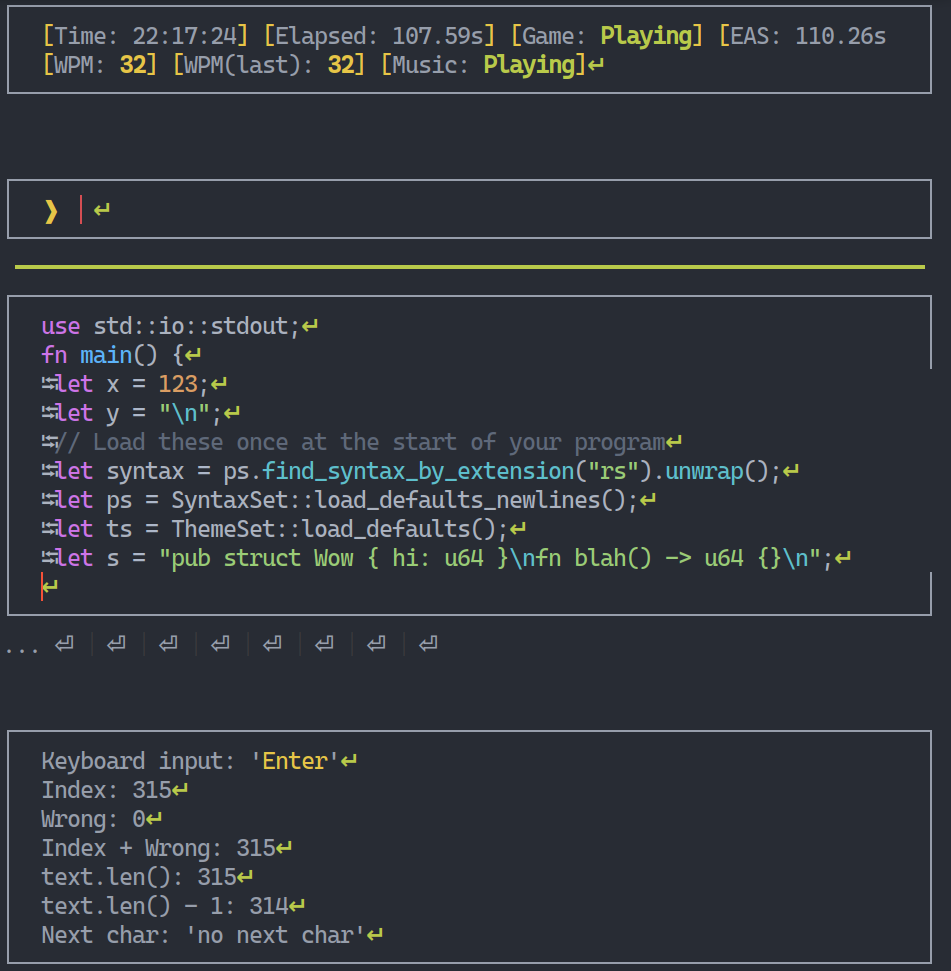 [Time: 22:17:24] [Elapsed: 107.59s] [Game: Playing] [EAS: 110.26s
[WPM: 32] [WPM(last): 32] [Music: Playing]↵
❱ ↵
use std::io::stdout;↵
fn main() {↵
⭾let x = 123;↵
⭾let y = "\n";↵
⭾// Load these once at the start of your program↵
⭾let syntax = ps.find_syntax_by_extension("rs").unwrap();↵
⭾let ps = SyntaxSet::load_defaults_newlines();↵
⭾let ts = ThemeSet::load_defaults();↵
⭾let s = "pub struct Wow { hi: u64 }\nfn blah() -> u64 {}\n";↵
↵
... ⏎ | ⏎ | ⏎ | ⏎ | ⏎ | ⏎ | ⏎ | ⏎
Keyboard input: 'Enter'↵
Index: 315↵
Wrong: 0↵
Index + Wrong: 315↵
text.len(): 315↵
text.len() - 1: 314↵
Next char: 'no next char'↵